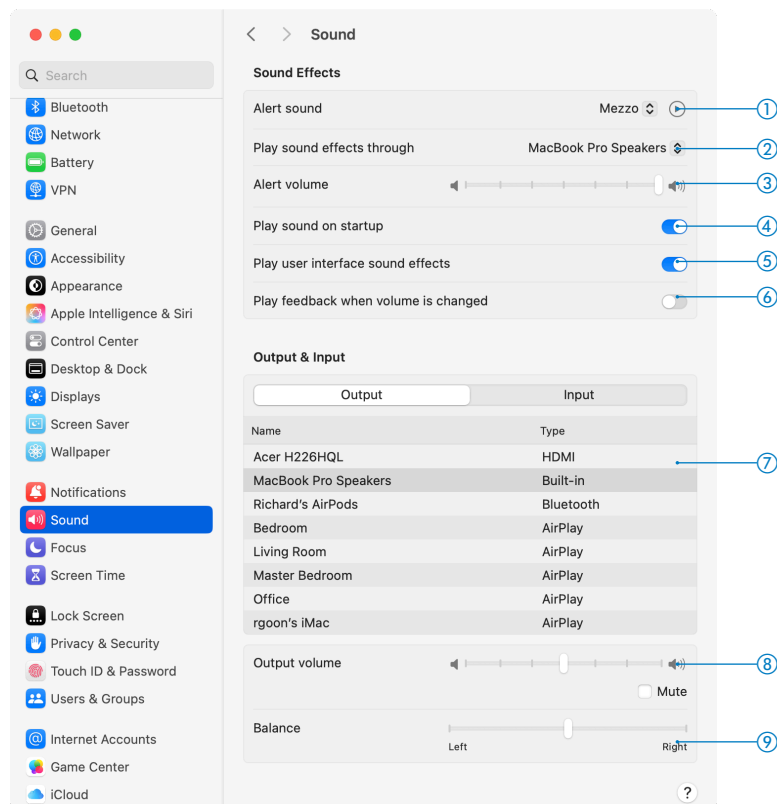 Sound
Search
Bluetooth
Network
Battery
VPN
General
Accessibility
Appearance
Apple Intelligence & Siri
Control Center
Desktop & Dock
Displays
Screen Saver
Wallpaper
Notifications
Sound
Focus
Screen Time
Lock Screen
Privacy & Security
Touch ID & Password
Users & Groups
Internet Accounts
Game Center
iCloud
Sound Effects
Alert sound Mezzo 1
Play sound effects through MacBook Pro Speakers 2
Alert volume 3
Play sound on startup 4
Play user interface sound effects 5
Play feedback when volume is changed 6
Output & Input
Output Input
Name Type
Acer H226HQL HDMI 7
MacBook Pro Speakers Built-in
Richard's AirPods Bluetooth
Bedroom AirPlay
Living Room AirPlay
Master Bedroom AirPlay
Office AirPlay
rgoon's iMac AirPlay
Output volume 8
Mute
Balance
Left Right 9
?